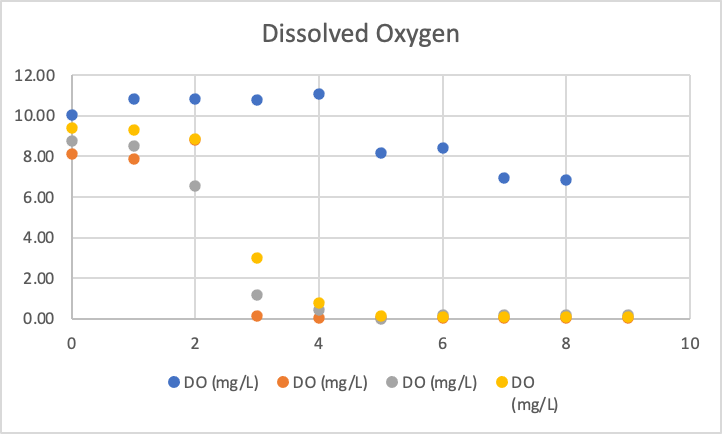 Dissolved Oxygen
12.00
10.00
8.00
6.00
4.00
2.00
0.00
0 2 4 6 8 10
DO (mg/L) DO (mg/L) DO (mg/L) DO
(mg/L)